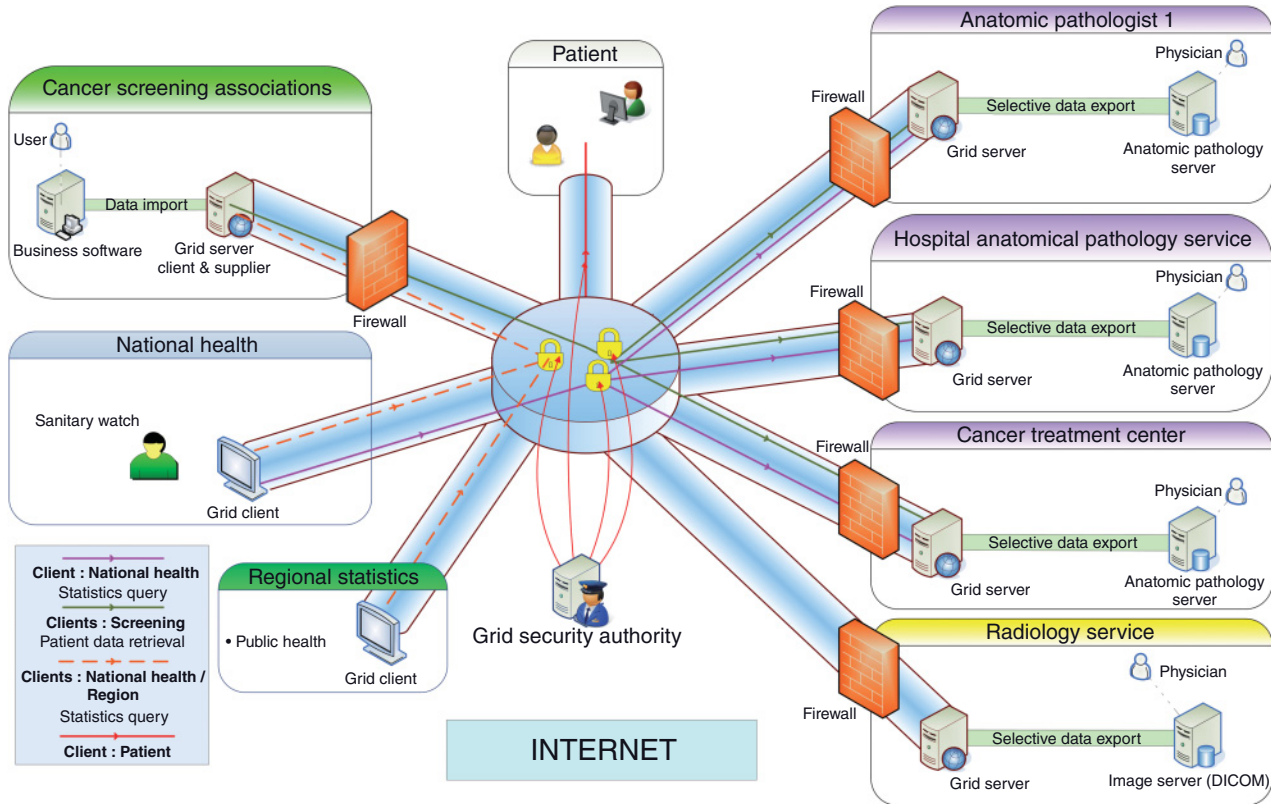 Cancer screening associations
User
Data import
Business software
Grid server
client & supplier
Firewall
Patient
Anatomic pathologist 1
Physician
Firewall
Selective data export
Grid server
Anatomic pathology
server
Hospital anatomical pathology service
Physician
Firewall
Selective data export
Grid server
Anatomic pathology
server
National health
Sanitary watch
Grid client
Cancer treatment center
Physician
Firewall
Selective data export
Grid server
Anatomic pathology
server
Client : National health
Statistics query
Clients : Screening
Patient data retrieval
Clients : National health /
Region
Statistics query
Client : Patient
Regional statistics
• Public health
Grid client
Grid security authority
INTERNET
Radiology service
Physician
Firewall
Selective data export
Grid server
Image server (DICOM)